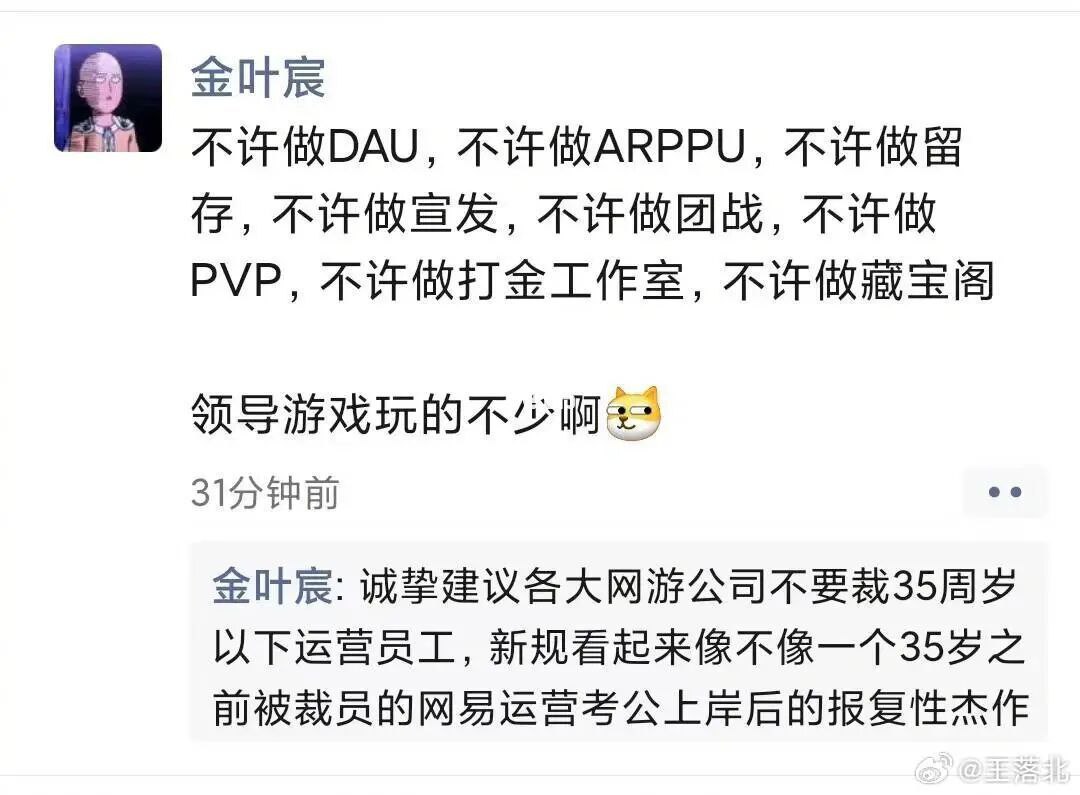 金叶宸
不许做DAU，不许做ARPPU，不许做留
存，不许做宣发，不许做团战，不许做
PVP，不许做打金工作室，不许做藏宝阁
领导游戏玩的不少啊
31分钟前
金叶宸: 诚挚建议各大网游公司不要裁35周岁
以下运营员工，新规看起来像不像一个35岁之
前被裁员的网易运营考公上岸后的报复性杰作
@王落北